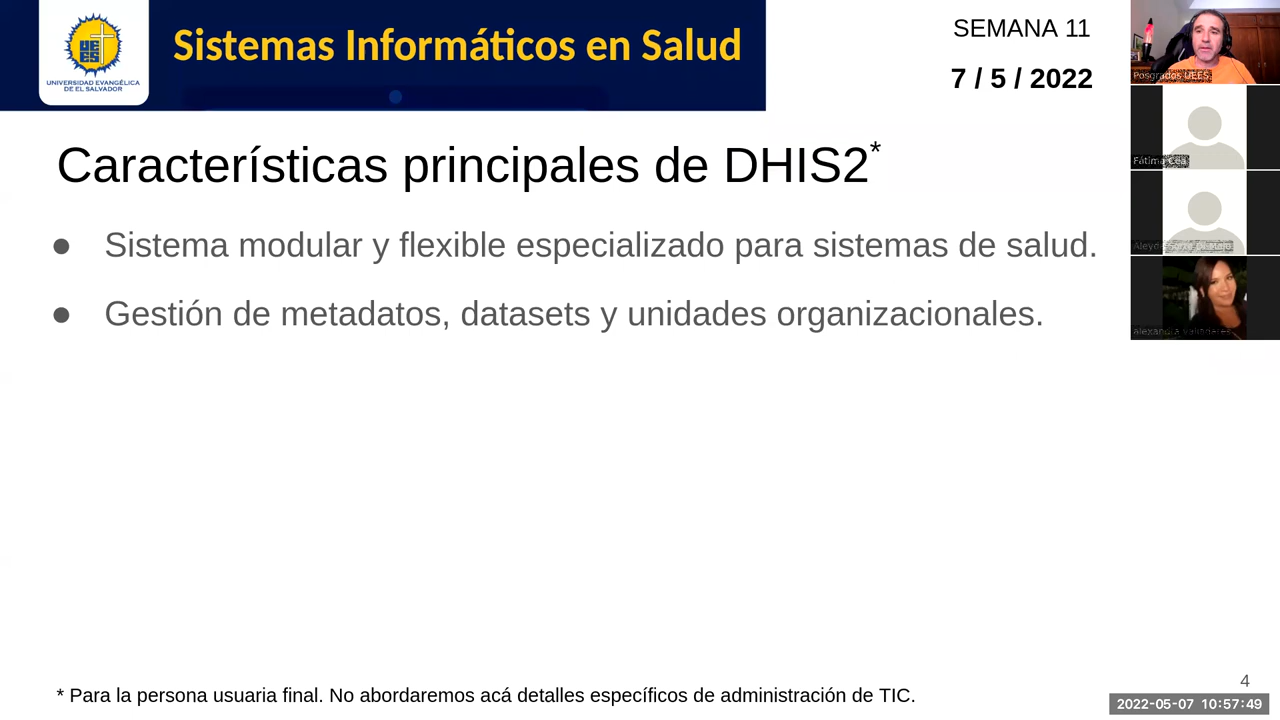 UNIVERSIDAD EVANGÉLICA
DE EL SALVADOR
Sistemas Informáticos en Salud
SEMANA 11
7 / 5 / 2022
Características principales de DHIS2*
● Sistema modular y flexible especializado para sistemas de salud.
● Gestión de metadatos, datasets y unidades organizacionales.
* Para la persona usuaria final. No abordaremos acá detalles específicos de administración de TIC.
4
Posgrados UEES
Fátima Cea
alexandra
2022-05-07 10:57:49